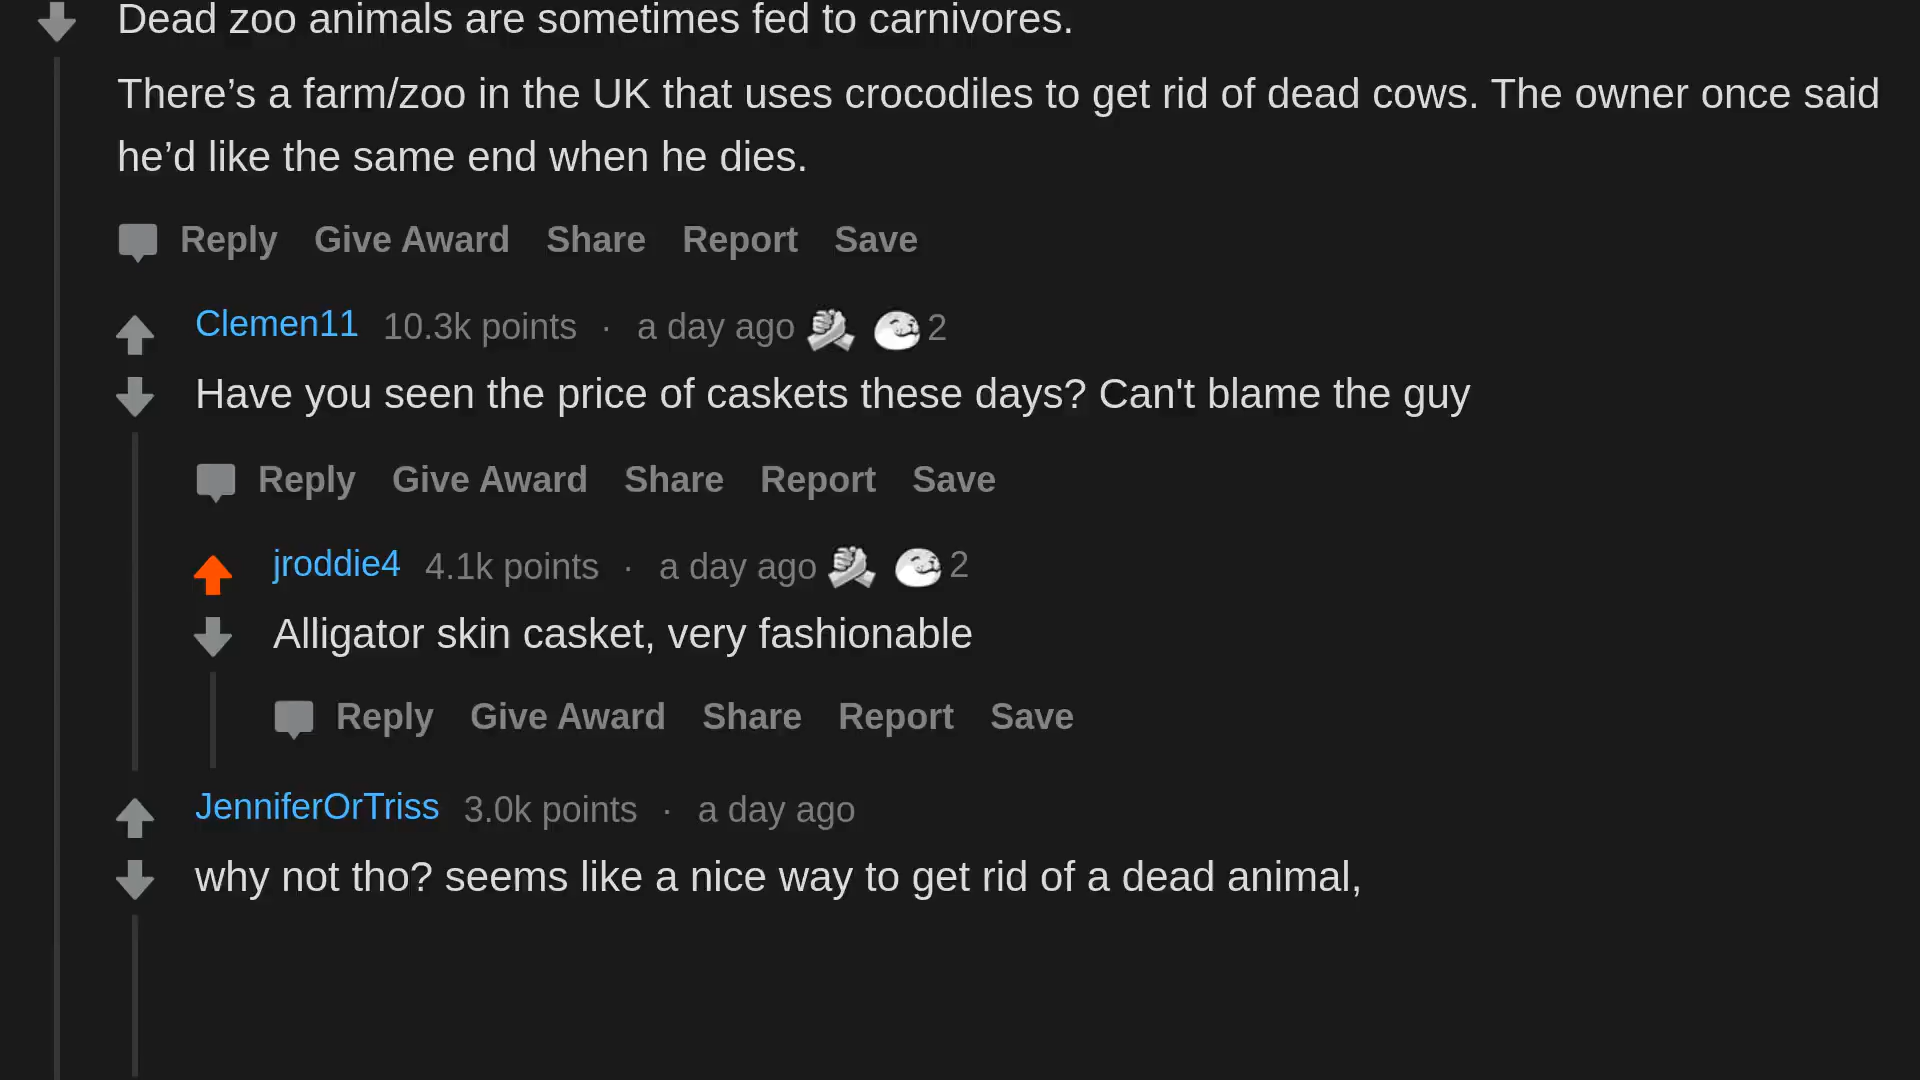 Dead zoo animals are sometimes fed to carnivores.
There’s a farm/zoo in the UK that uses crocodiles to get rid of dead cows. The owner once said
he’d like the same end when he dies.
Reply Give Award Share Report Save
Clemen11 10.3k points · a day ago 2
Have you seen the price of caskets these days? Can't blame the guy
Reply Give Award Share Report Save
jroddie4 4.1k points · a day ago 2
Alligator skin casket, very fashionable
Reply Give Award Share Report Save
JenniferOrTriss 3.0k points · a day ago
why not tho? seems like a nice way to get rid of a dead animal,